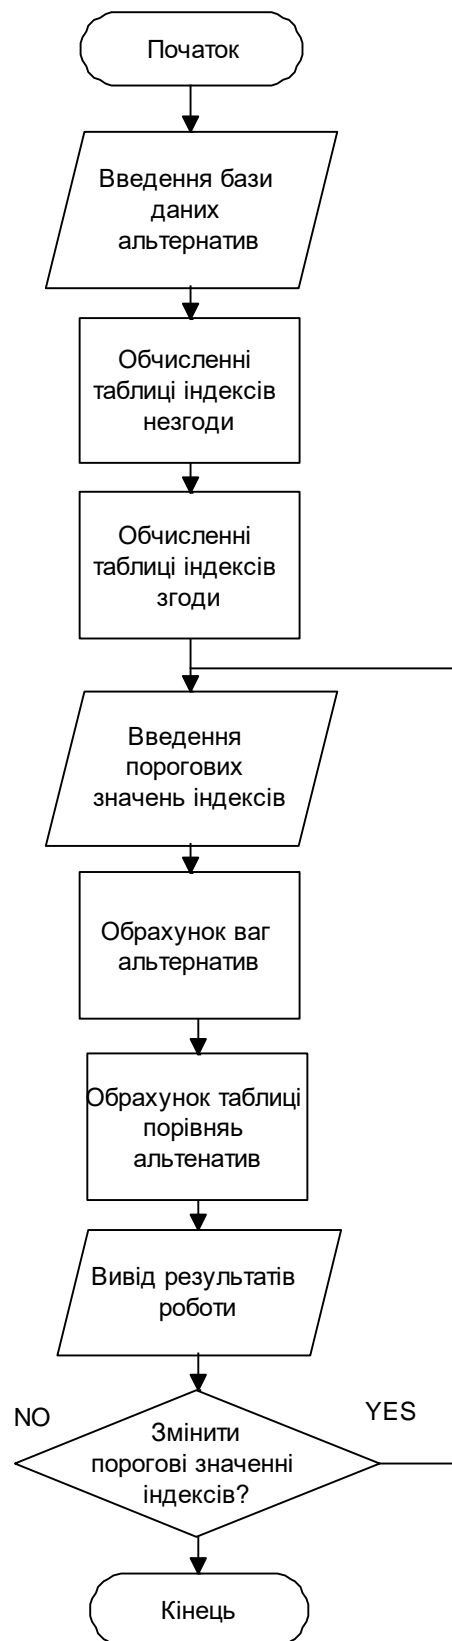 Початок
Введення бази
даних
альтернатив
Обчисленні
таблиці індексів
незгоди
Обчисленні
таблиці індексів
згоди
Введення
порогових
значень індексів
Обрахунок ваг
альтернатив
Обрахунок таблиці
порівняь
альтенатив
Вивід результатів
роботи
NO
YES
Змінити
порогові значенні
індексів?
Кінець